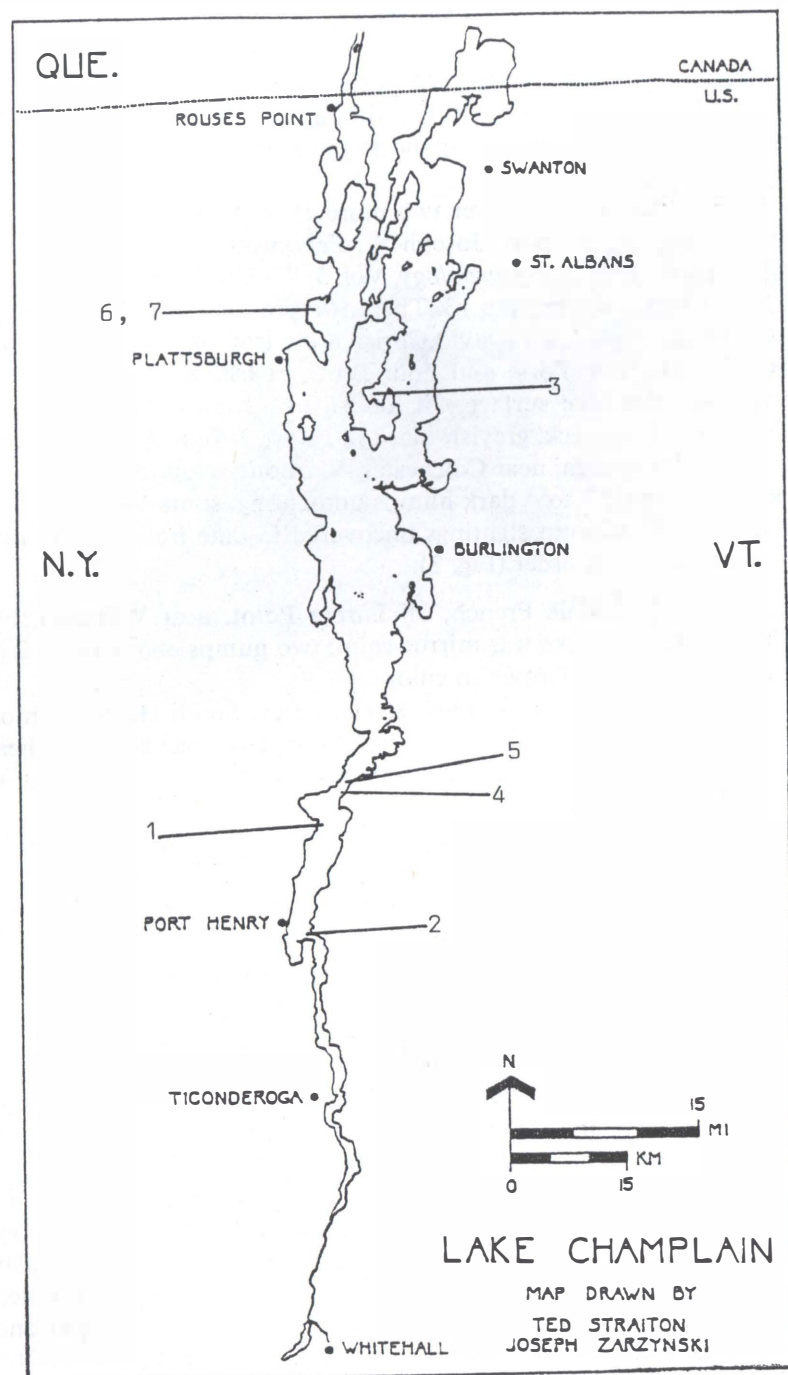 QUE.
CANADA
U.S.
ROUSES POINT
SWANTON
ST. ALBANS
6, 7
PLATTSBURGH
3
N.Y.
BURLINGTON
VT.
5
4
1
PORT HENRY
2
TICONDEROGA
N
15
MI
KM
0
15
LAKE CHAMPLAIN
MAP DRAWN BY
TED STRAITON
JOSEPH ZARZYNSKI
WHITEHALL